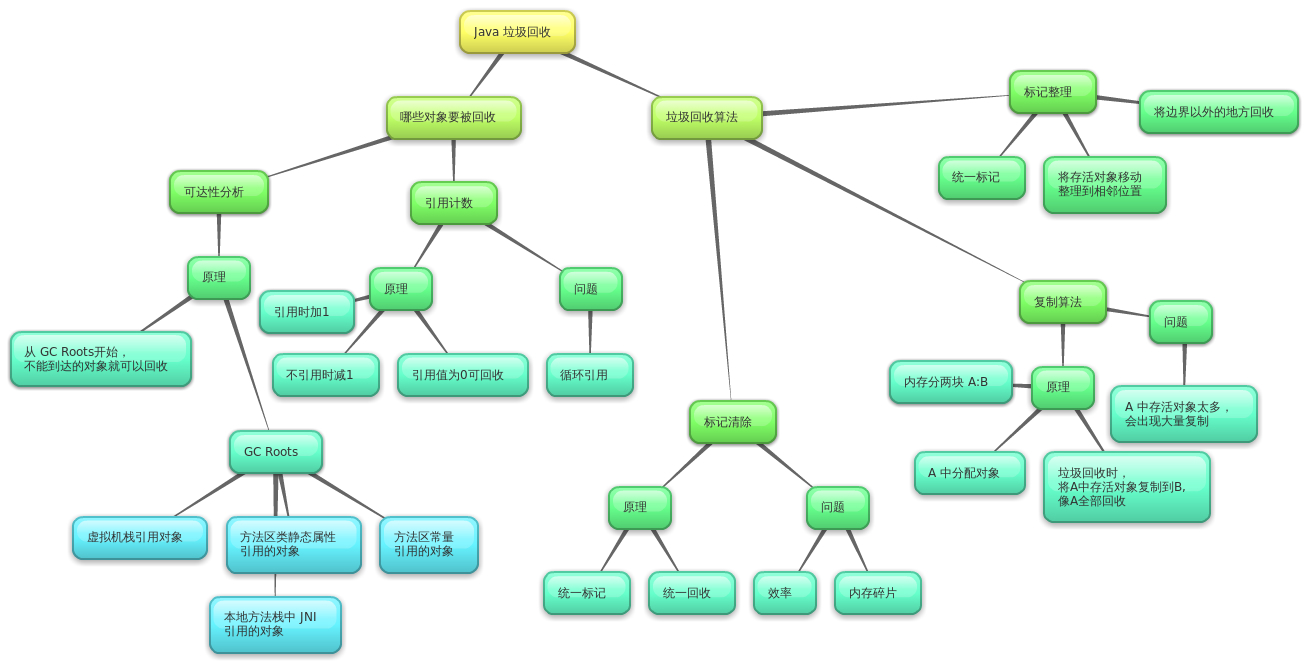 Java 垃圾回收
哪些对象要被回收
可达性分析
原理
从 GC Roots开始，
不能到达的对象就可以回收
GC Roots
虚拟机栈引用对象
方法区类静态属性
引用的对象
方法区常量
引用的对象
本地方法栈中 JNI
引用的对象
引用计数
原理
引用时加1
不引用时减1
引用值为0可回收
问题
循环引用
垃圾回收算法
标记清除
原理
统一标记
统一回收
问题
效率
内存碎片
标记整理
将边界以外的地方回收
统一标记
将存活对象移动
整理到相邻位置
复制算法
问题
A 中存活对象太多，
会出现大量复制
原理
内存分两块 A:B
A 中分配对象
垃圾回收时，
将A中存活对象复制到B,
像A全部回收